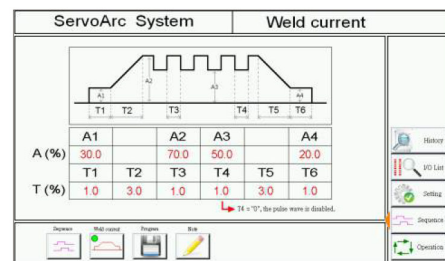 ServoArc System
Weld current
A1
A2
A3
A4
T1 T2 T3 T4 T5 T6
A1 A2 A3 A4
A (%) 30.0 70.0 50.0 20.0
T1 T2 T3 T4 T5 T6
T (%) 1.0 3.0 1.0 1.0 3.0 1.0
T4 = "0", the pulse wave is disabled.
History
I/O List
Setting
Sequence
Operation
Sequence Weld current Program Note